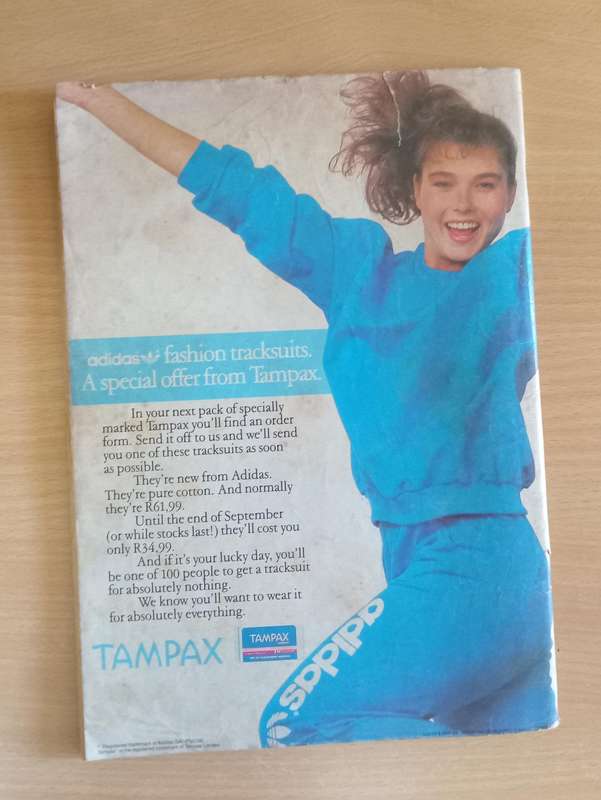 adidas fashion tracksuits.
A special offer from Tampax.
In your next pack of specially
marked Tampax you'll find an order
form. Send it off to us and we'll send
you one of these tracksuits as soon
as possible.
They're new from Adidas.
They're pure cotton. And normally
they're R61,99.
Until the end of September
(or while stocks last!) they'll cost you
only R34,99.
And if it's your lucky day, you'll
be one of 100 people to get a tracksuit
for absolutely nothing.
We know you'll want to wear it
for absolutely everything.
TAMPAX
TAMPAX
adidas